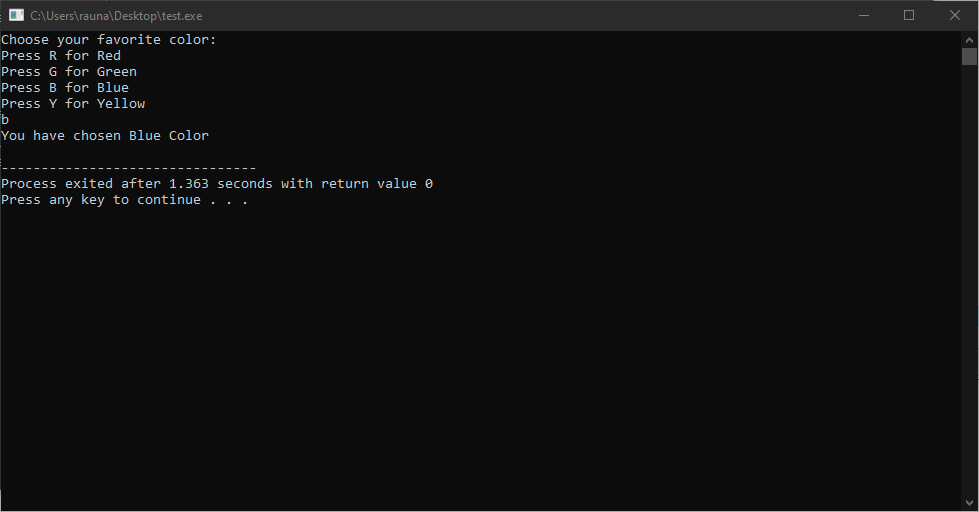 C:\Users\rauna\Desktop\test.exe
Choose your favorite color:
Press R for Red
Press G for Green
Press B for Blue
Press Y for Yellow
b
You have chosen Blue Color
--------------------------------
Process exited after 1.363 seconds with return value 0
Press any key to continue . . .